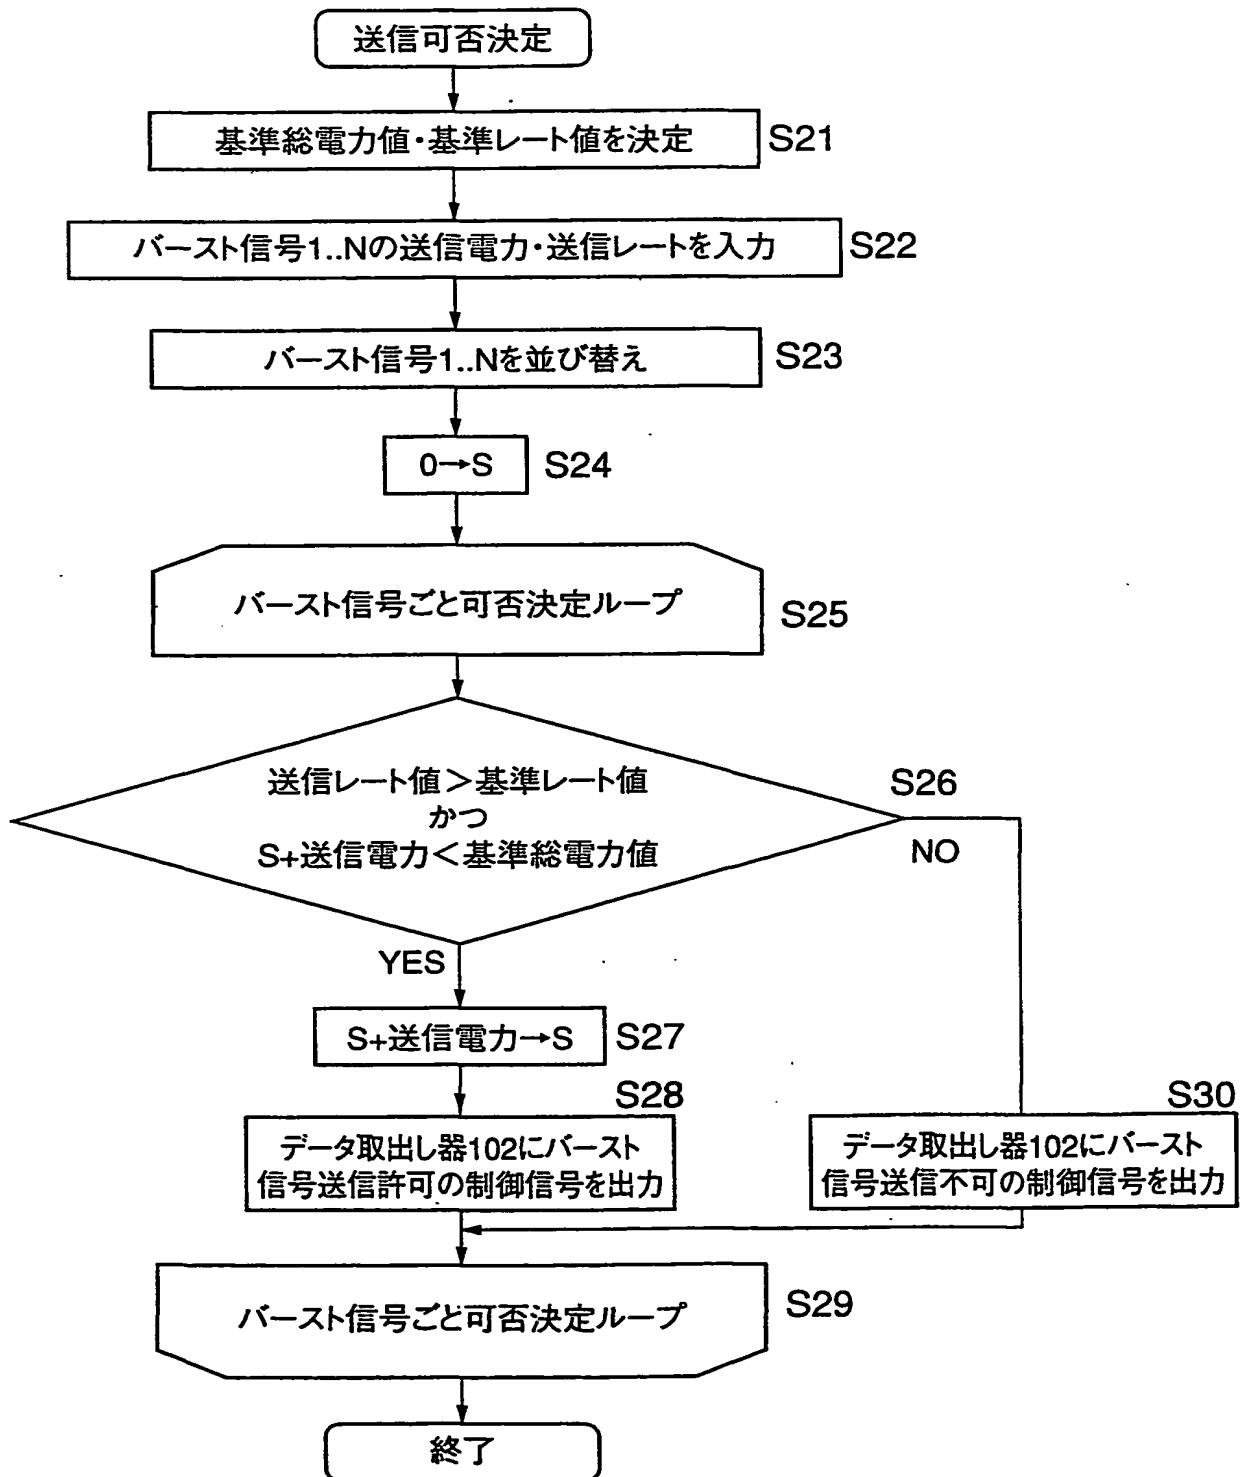 送信可否決定
基準総電力値・基準レート値を決定
S21
バースト信号1..Nの送信電力・送信レートを入力
S22
バースト信号1..Nを並び替え
S23
0→S
S24
バースト信号ごと可否決定ループ
S25
送信レート値＞基準レート値
かつ
S+送信電力＜基準総電力値
S26
NO
YES
S+送信電力→S
S27
S28
データ取出し器102にバースト
信号送信許可の制御信号を出力
S30
データ取出し器102にバースト
信号送信不可の制御信号を出力
バースト信号ごと可否決定ループ
S29
終了